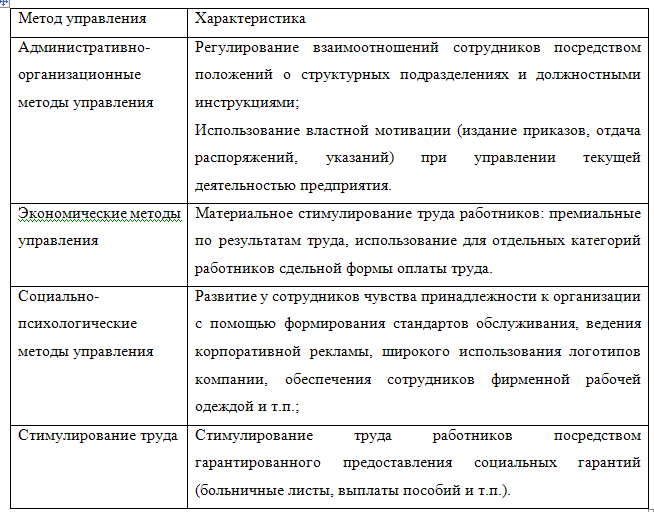 Метод управления
Характеристика
Административно-
организационные
методы управления
Регулирование взаимоотношений сотрудников посредством
положений о структурных подразделениях и должностными
инструкциями;
Использование властной мотивации (издание приказов, отдача
распоряжений, указаний) при управлении текущей
деятельностью предприятия.
Экономические методы
управления
Материальное стимулирование труда работников: премиальные
по результатам труда, использование для отдельных категорий
работников сдельной формы оплаты труда.
Социально-
психологические
методы управления
Развитие у сотрудников чувства принадлежности к организации
с помощью формирования стандартов обслуживания, ведения
корпоративной рекламы, широкого использования логотипов
компании, обеспечения сотрудников фирменной рабочей
одеждой и т.п.;
Стимулирование труда
Стимулирование труда работников посредством
гарантированного предоставления социальных гарантий
(больничные листы, выплаты пособий и т.п.).